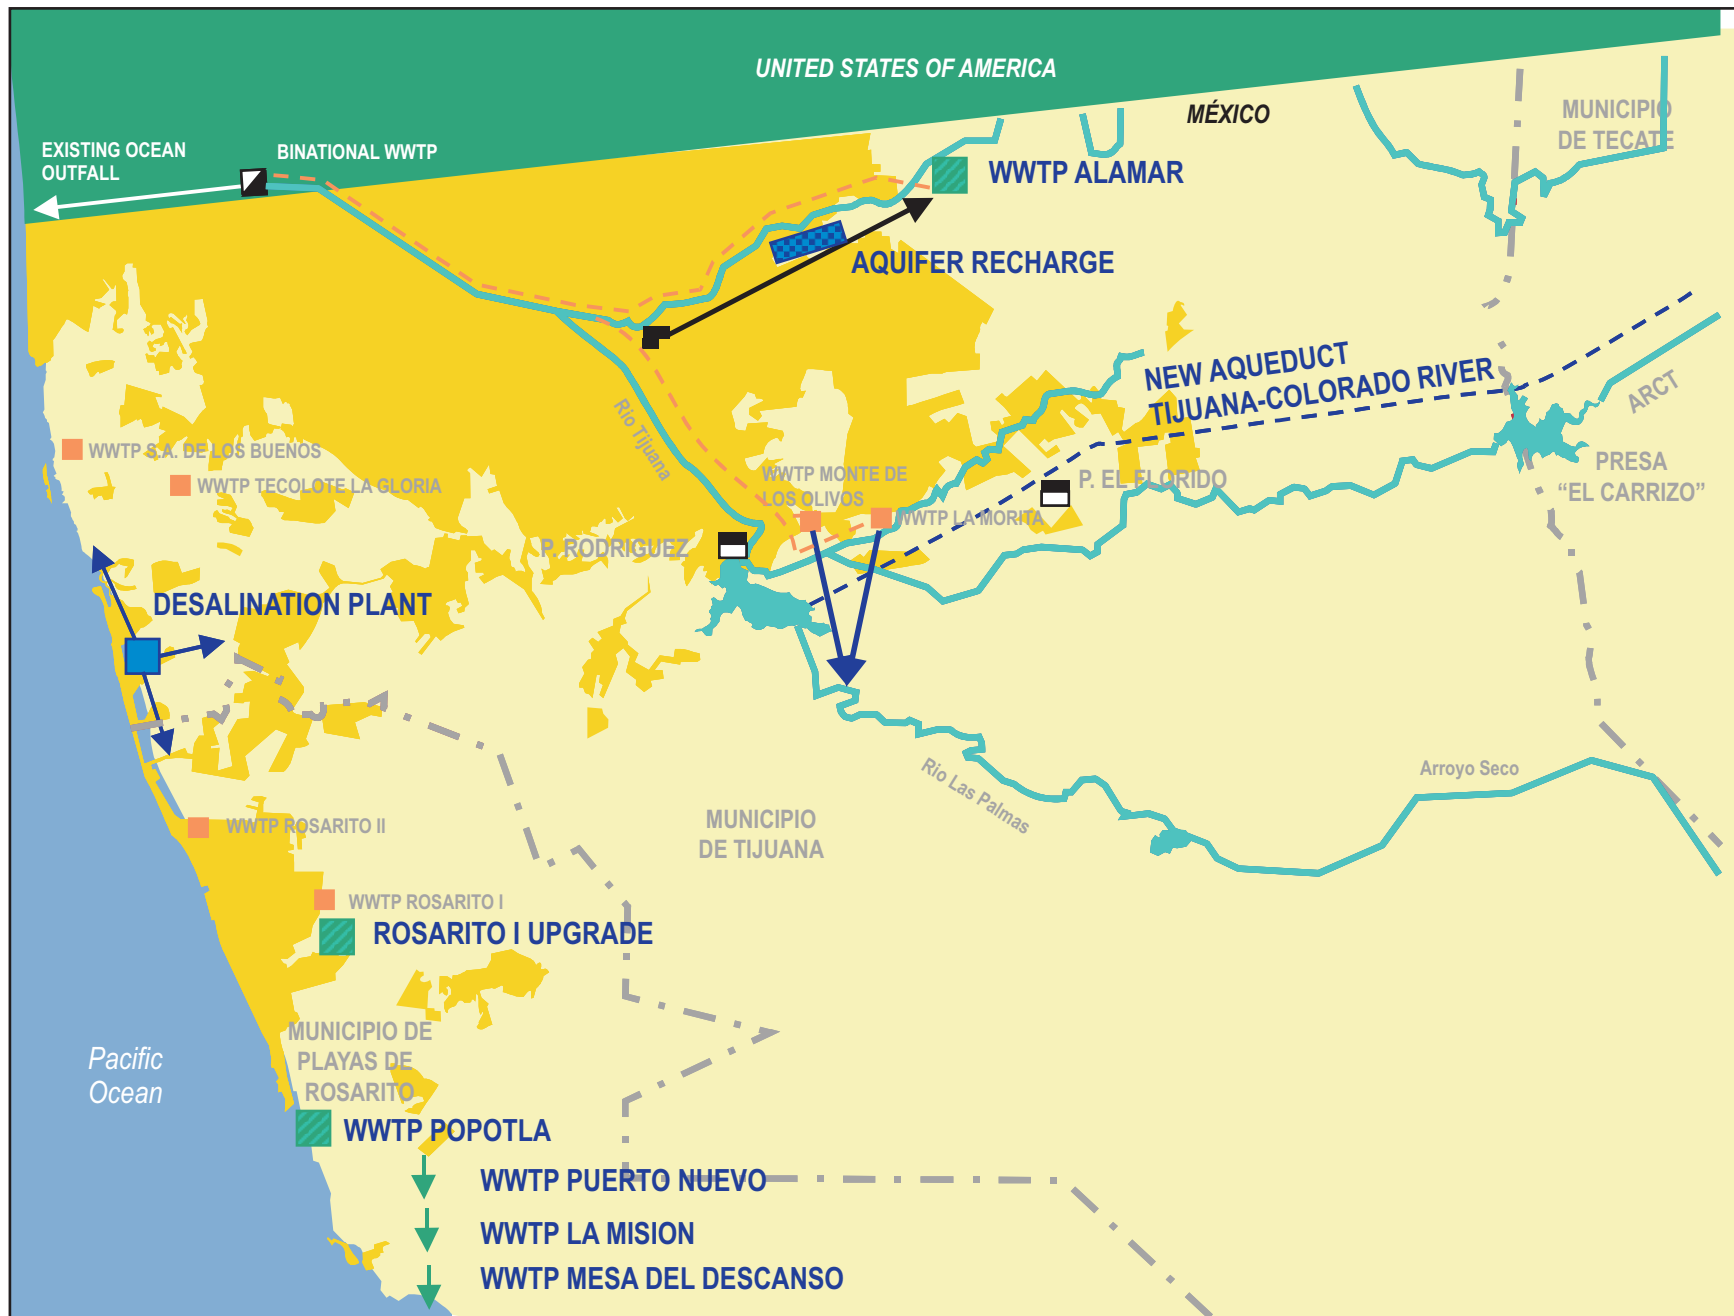 UNITED STATES OF AMERICA
MÉXICO
MUNICIPIO
DE TECATE
EXISTING OCEAN
OUTFALL
BINATIONAL WWTP
WWTP ALAMAR
AQUIFER RECHARGE
NEW AQUEDUCT
TIJUANA-COLORADO RIVER
ARCT
Rio Tijuana
WWTP S.A. DE LOS BUENOS
WWTP TECOLOTE LA GLORIA
WWTP MONTE DE
LOS OLIVOS
WWTP LA MORITA
P. EL FLORIDO
PRESA
“EL CARRIZO”
P. RODRIGUEZ
DESALINATION PLANT
Rio Las Palmas
Arroyo Seco
MUNICIPIO
DE TIJUANA
WWTP ROSARITO II
WWTP ROSARITO I
ROSARITO I UPGRADE
MUNICIPIO DE
PLAYAS DE
ROSARITO
Pacific
Ocean
WWTP POPOTLA
WWTP PUERTO NUEVO
WWTP LA MISION
WWTP MESA DEL DESCANSO